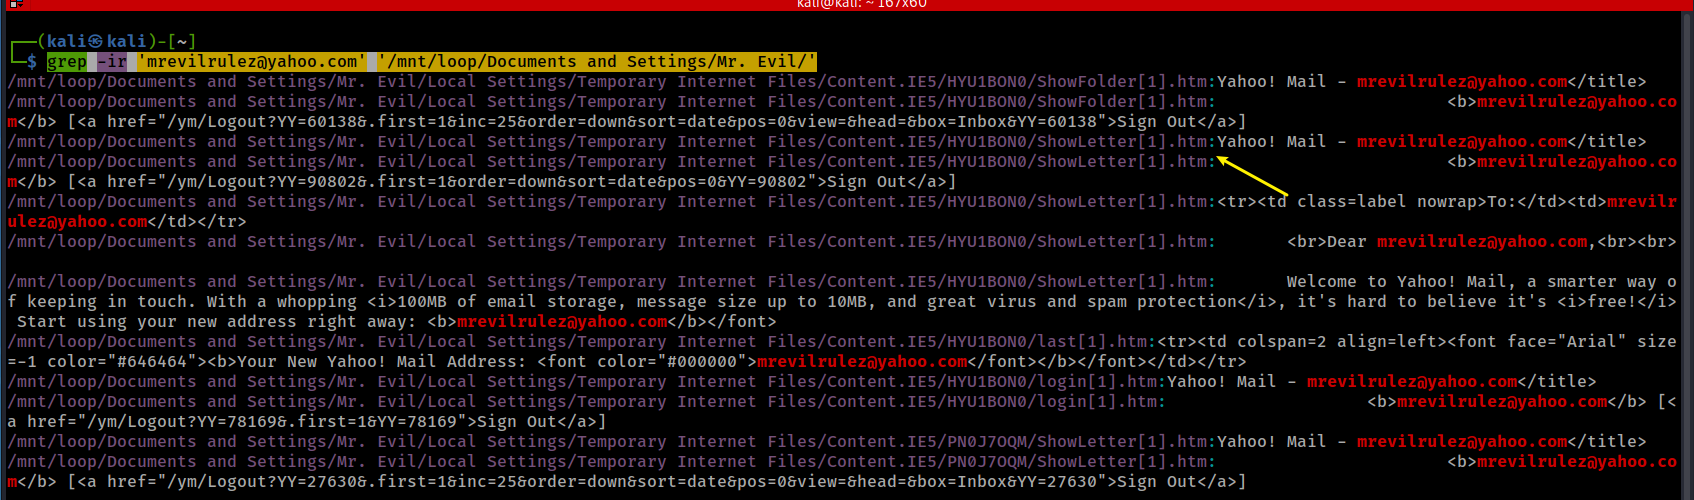 kali@kali: ~ 167x60
┌──(kali㉿kali)-[~]
└─$ grep -ir 'mrevilrulez@yahoo.com' '/mnt/loop/Documents and Settings/Mr. Evil/'
/mnt/loop/Documents and Settings/Mr. Evil/Local Settings/Temporary Internet Files/Content.IE5/HYU1BON0/ShowFolder[1].htm:Yahoo! Mail - mrevilrulez@yahoo.com</title>
/mnt/loop/Documents and Settings/Mr. Evil/Local Settings/Temporary Internet Files/Content.IE5/HYU1BON0/ShowFolder[1].htm: <b>mrevilrulez@yahoo.co
m</b> [<a href="/ym/Logout?YY=60138&.first=1&inc=25&order=down&sort=date&pos=0&view=&head=&box=Inbox&YY=60138">Sign Out</a>]
/mnt/loop/Documents and Settings/Mr. Evil/Local Settings/Temporary Internet Files/Content.IE5/HYU1BON0/ShowLetter[1].htm:Yahoo! Mail - mrevilrulez@yahoo.com</title>
/mnt/loop/Documents and Settings/Mr. Evil/Local Settings/Temporary Internet Files/Content.IE5/HYU1BON0/ShowLetter[1].htm: <b>mrevilrulez@yahoo.co
m</b> [<a href="/ym/Logout?YY=90802&.first=1&order=down&sort=date&pos=0&YY=90802">Sign Out</a>]
/mnt/loop/Documents and Settings/Mr. Evil/Local Settings/Temporary Internet Files/Content.IE5/HYU1BON0/ShowLetter[1].htm:<tr><td class=label nowrap>To:</td><td>mrevilr
ulez@yahoo.com</td></tr>
/mnt/loop/Documents and Settings/Mr. Evil/Local Settings/Temporary Internet Files/Content.IE5/HYU1BON0/ShowLetter[1].htm: <br>Dear mrevilrulez@yahoo.com,<br><br>
/mnt/loop/Documents and Settings/Mr. Evil/Local Settings/Temporary Internet Files/Content.IE5/HYU1BON0/ShowLetter[1].htm: Welcome to Yahoo! Mail, a smarter way o
f keeping in touch. With a whopping <i>100MB of email storage, message size up to 10MB, and great virus and spam protection</i>, it's hard to believe it's <i>free!</i>
Start using your new address right away: <b>mrevilrulez@yahoo.com</b></font>
/mnt/loop/Documents and Settings/Mr. Evil/Local Settings/Temporary Internet Files/Content.IE5/HYU1BON0/last[1].htm:<tr><td colspan=2 align=left><font face="Arial" size
=-1 color="#646464"><b>Your New Yahoo! Mail Address: <font color="#000000">mrevilrulez@yahoo.com</font></b></font></td></tr>
/mnt/loop/Documents and Settings/Mr. Evil/Local Settings/Temporary Internet Files/Content.IE5/HYU1BON0/login[1].htm:Yahoo! Mail - mrevilrulez@yahoo.com</title>
/mnt/loop/Documents and Settings/Mr. Evil/Local Settings/Temporary Internet Files/Content.IE5/HYU1BON0/login[1].htm: <b>mrevilrulez@yahoo.com</b> [<
a href="/ym/Logout?YY=78169&.first=1&YY=78169">Sign Out</a>]
/mnt/loop/Documents and Settings/Mr. Evil/Local Settings/Temporary Internet Files/Content.IE5/PN0J7OQM/ShowLetter[1].htm:Yahoo! Mail - mrevilrulez@yahoo.com</title>
/mnt/loop/Documents and Settings/Mr. Evil/Local Settings/Temporary Internet Files/Content.IE5/PN0J7OQM/ShowLetter[1].htm: <b>mrevilrulez@yahoo.co
m</b> [<a href="/ym/Logout?YY=27630&.first=1&inc=25&order=down&sort=date&pos=0&view=&head=&box=Inbox&YY=27630">Sign Out</a>]